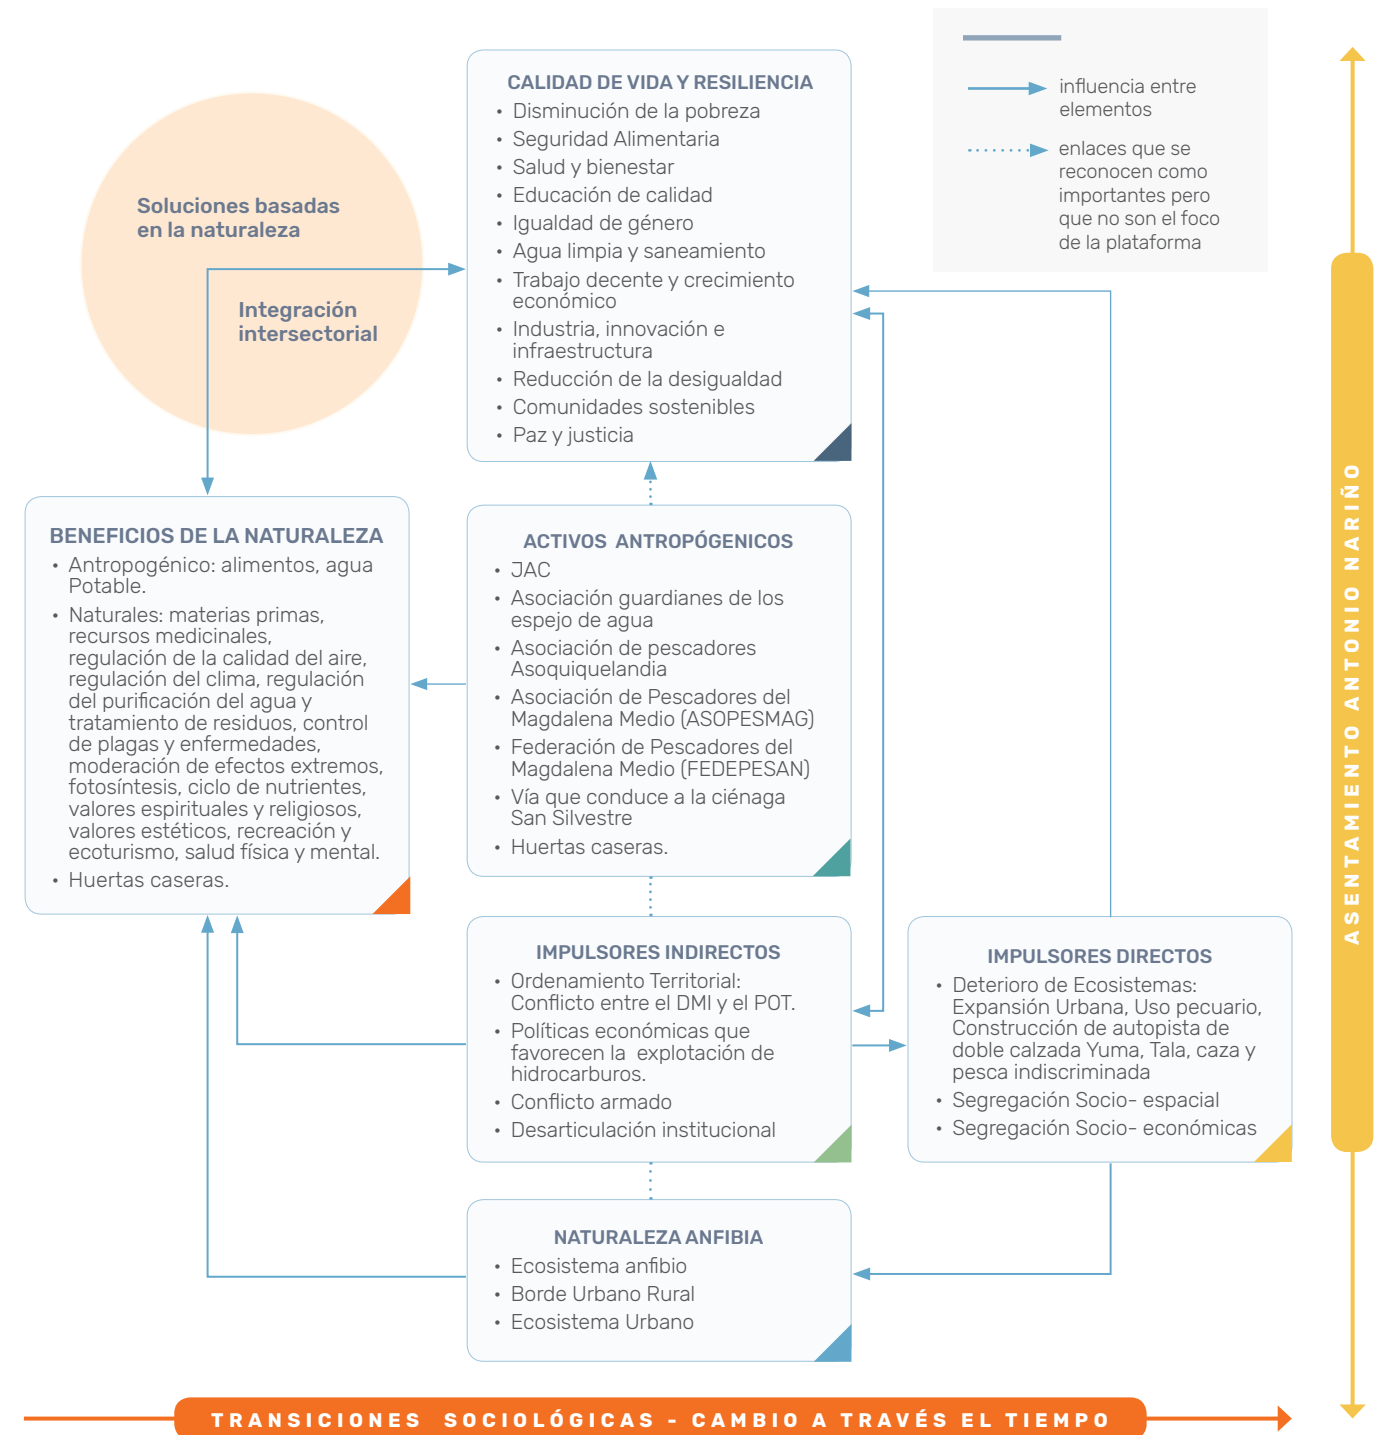 CALIDAD DE VIDA Y RESILIENCIA
• Disminución de la pobreza
• Seguridad Alimentaria
• Salud y bienestar
• Educación de calidad
• Igualdad de género
• Agua limpia y saneamiento
• Trabajo decente y crecimiento
económico
• Industria, innovación e
infraestructura
• Reducción de la desigualdad
• Comunidades sostenibles
• Paz y justicia
influencia entre
elementos
enlaces que se
reconocen como
importantes pero
que no son el foco
de la plataforma
Soluciones basadas
en la naturaleza
Integración
intersectorial
BENEFICIOS DE LA NATURALEZA
• Antropogénico: alimentos, agua
Potable.
• Naturales: materias primas,
recursos medicinales,
regulación de la calidad del aire,
regulación del clima, regulación
del purificación del agua y
tratamiento de residuos, control
de plagas y enfermedades,
moderación de efectos extremos,
fotosíntesis, ciclo de nutrientes,
valores espirituales y religiosos,
valores estéticos, recreación y
ecoturismo, salud física y mental.
• Huertas caseras.
ACTIVOS ANTROPÓGENICOS
• JAC
• Asociación guardianes de los
espejo de agua
• Asociación de pescadores
Asoquiquelandia
• Asociación de Pescadores del
Magdalena Medio (ASOPESMAG)
• Federación de Pescadores del
Magdalena Medio (FEDEPESAN)
• Vía que conduce a la ciénaga
San Silvestre
• Huertas caseras.
IMPULSORES INDIRECTOS
• Ordenamiento Territorial:
Conflicto entre el DMI y el POT.
• Políticas económicas que
favorecen la explotación de
hidrocarburos.
• Conflicto armado
• Desarticulación institucional
IMPULSORES DIRECTOS
• Deterioro de Ecosistemas:
Expansión Urbana, Uso pecuario,
Construcción de autopista de
doble calzada Yuma, Tala, caza y
pesca indiscriminada
• Segregación Socio- espacial
• Segregación Socio- económicas
NATURALEZA ANFIBIA
• Ecosistema anfibio
• Borde Urbano Rural
• Ecosistema Urbano
ASENTAMIENTO ANTONIO NARIÑO
TRANSICIONES SOCIOLÓGICAS - CAMBIO A TRAVÉS EL TIEMPO